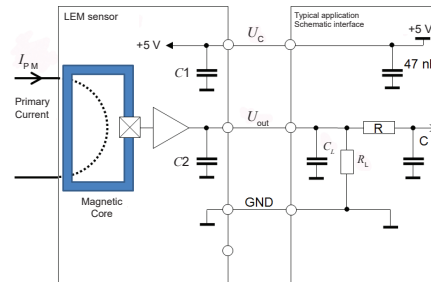 LEM sensor
Typical application
Schematic interface
+5 V
U_C
+5 V
I_PM
C1
47 n
Primary
Current
U_out
R
C2
C_L
R_L
C
GND
Magnetic
Core